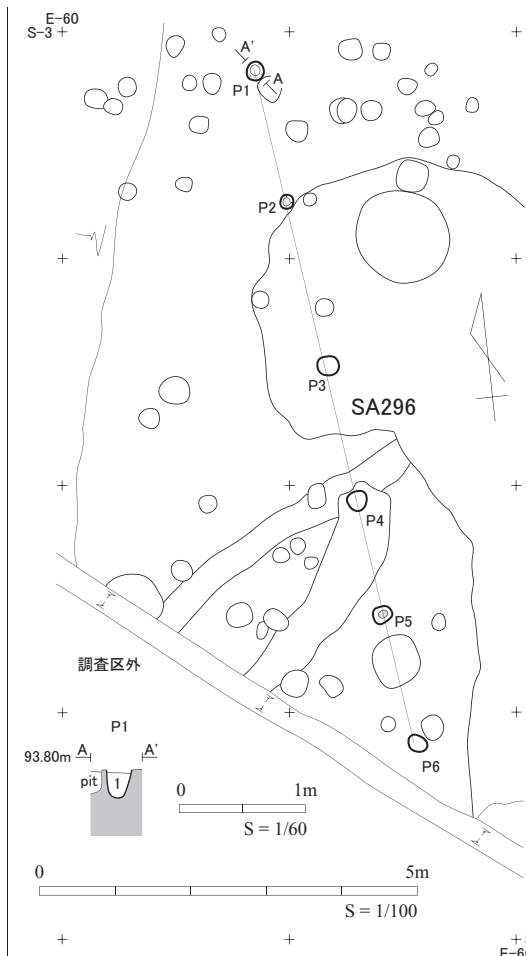 E-60
S-3
A'
A
P1
P2
P3
SA296
P4
P5
調査区外
P6
P1
93.80m
A
A'
pit
1
0
1m
S = 1/60
0
5m
S = 1/100